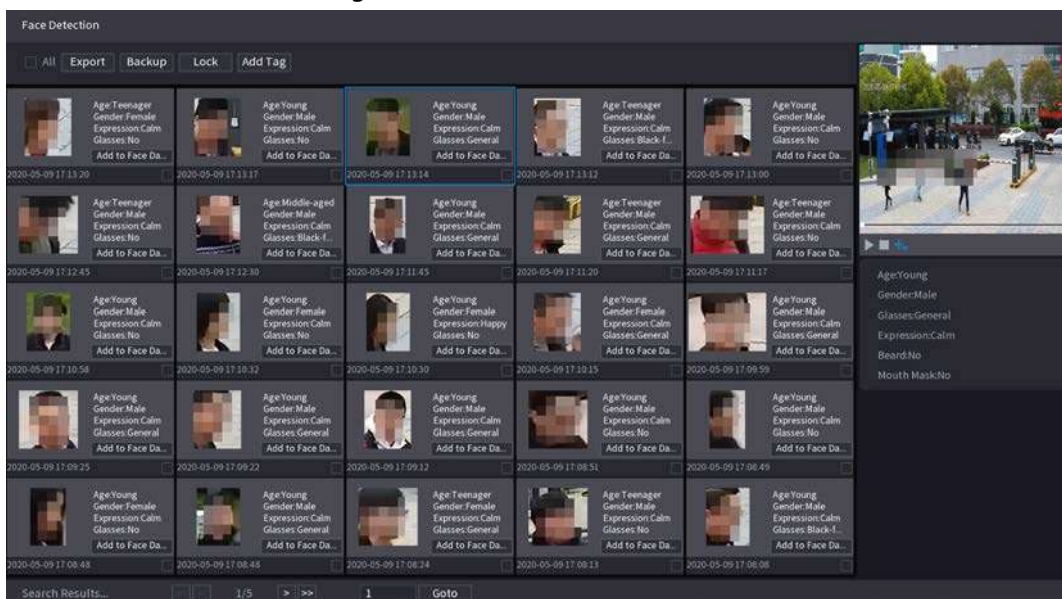 Face Detection
All Export Backup Lock Add Tag
Age:Teenager
Gender:Female
Expression:Calm
Glasses:No
Add to Face Da...
2020-05-09 17:13:20
Age:Young
Gender:Male
Expression:Calm
Glasses:No
Add to Face Da...
2020-05-09 17:13:17
Age:Young
Gender:Male
Expression:Calm
Glasses:General
Add to Face Da...
2020-05-09 17:13:14
Age:Teenager
Gender:Male
Expression:Calm
Glasses:Black-f...
Add to Face Da...
2020-05-09 17:13:12
Age:Young
Gender:Male
Expression:Calm
Glasses:No
Add to Face Da...
2020-05-09 17:13:00
Age:Teenager
Gender:Male
Expression:Calm
Glasses:No
Add to Face Da...
2020-05-09 17:12:45
Age:Middle-aged
Gender:Male
Expression:Calm
Glasses:Black-f...
Add to Face Da...
2020-05-09 17:12:30
Age:Young
Gender:Male
Expression:Calm
Glasses:General
Add to Face Da...
2020-05-09 17:11:45
Age:Teenager
Gender:Male
Expression:Calm
Glasses:General
Add to Face Da...
2020-05-09 17:11:20
Age:Teenager
Gender:Male
Expression:Calm
Glasses:No
Add to Face Da...
2020-05-09 17:11:17
Age:Young
Gender:Male
Expression:Calm
Glasses:No
Add to Face Da...
2020-05-09 17:10:58
Age:Young
Gender:Female
Expression:Calm
Glasses:No
Add to Face Da...
2020-05-09 17:10:32
Age:Young
Gender:Female
Expression:Happy
Glasses:No
Add to Face Da...
2020-05-09 17:10:30
Age:Young
Gender:Female
Expression:Calm
Glasses:General
Add to Face Da...
2020-05-09 17:10:15
Age:Young
Gender:Male
Expression:Calm
Glasses:General
Add to Face Da...
2020-05-09 17:09:59
Age:Young
Gender:Male
Expression:Calm
Glasses:General
Add to Face Da...
2020-05-09 17:09:25
Age:Young
Gender:Male
Expression:Calm
Glasses:General
Add to Face Da...
2020-05-09 17:09:22
Age:Young
Gender:Male
Expression:Calm
Glasses:General
Add to Face Da...
2020-05-09 17:09:12
Age:Young
Gender:Male
Expression:Calm
Glasses:No
Add to Face Da...
2020-05-09 17:08:51
Age:Young
Gender:Male
Expression:Calm
Glasses:No
Add to Face Da...
2020-05-09 17:08:49
Age:Young
Gender:Female
Expression:Calm
Glasses:No
Add to Face Da...
2020-05-09 17:08:48
Age:Young
Gender:Male
Expression:Calm
Glasses:General
Add to Face Da...
2020-05-09 17:08:48
Age:Teenager
Gender:Female
Expression:Calm
Glasses:General
Add to Face Da...
2020-05-09 17:08:24
Age:Teenager
Gender:Male
Expression:Calm
Glasses:No
Add to Face Da...
2020-05-09 17:08:13
Age:Young
Gender:Male
Expression:Calm
Glasses:Black-f...
Add to Face Da...
2020-05-09 17:08:08
Age:Young
Gender:Male
Glasses:General
Expression:Calm
Beard:No
Mouth Mask:No
Search Results... 1/5 > >> 1 Goto